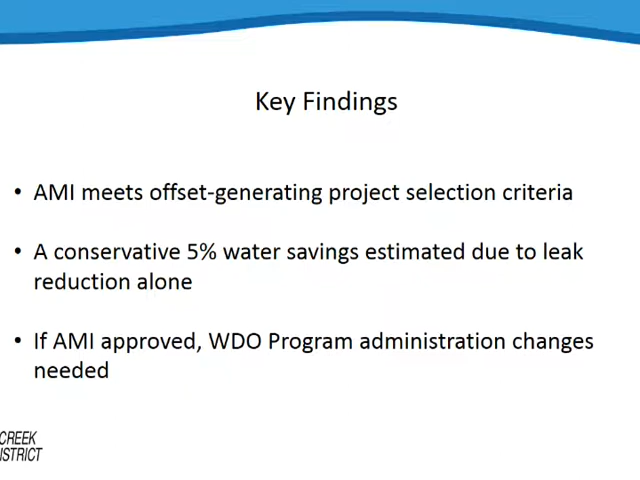 Key Findings
• AMI meets offset-generating project selection criteria
• A conservative 5% water savings estimated due to leak
reduction alone
• If AMI approved, WDO Program administration changes
needed
CREEK
ISTRICT